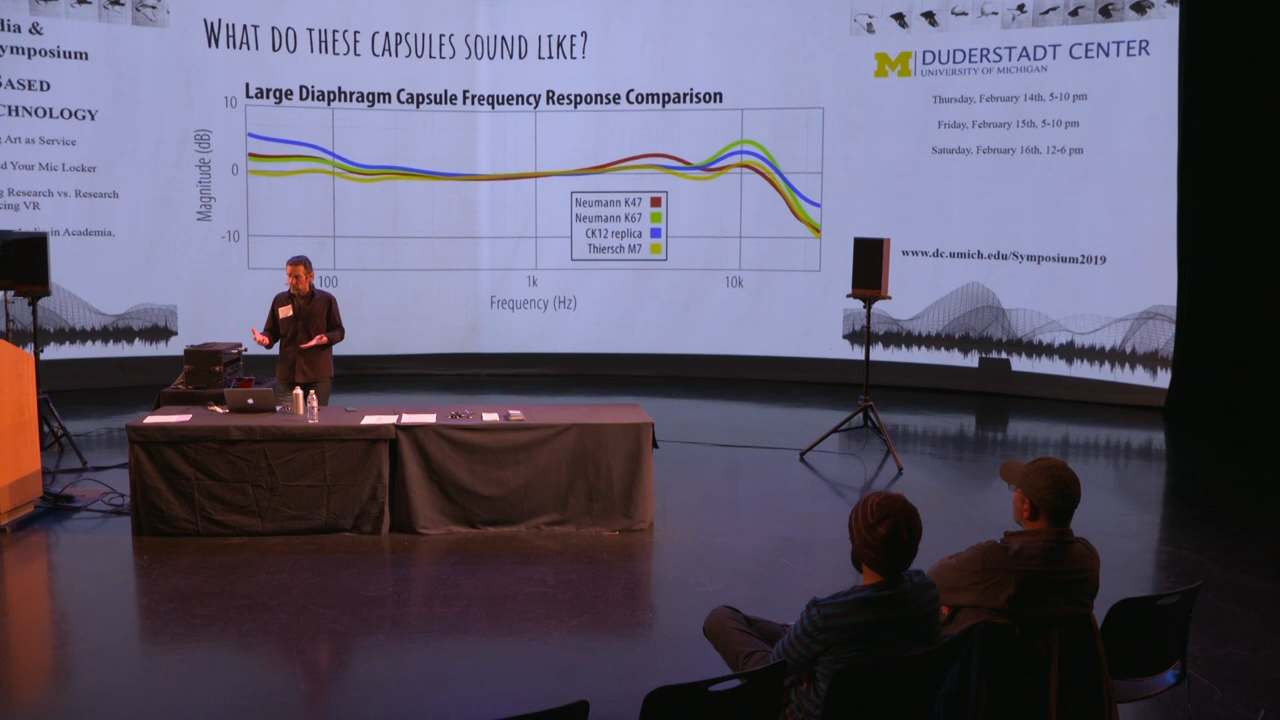 dia &
ymposium
BASED
CHNOLOGY
g Art as Service
d Your Mic Locker
g Research vs. Research
cing VR
in Academia,
WHAT DO THESE CAPSULES SOUND LIKE?
Large Diaphragm Capsule Frequency Response Comparison
10
0
-10
Magnitude (dB)
Neumann K47
Neumann K67
CK12 replica
Thiersch M7
100
1k
10k
Frequency (Hz)
M
DUDERSTADT CENTER
UNIVERSITY OF MICHIGAN
Thursday, February 14th, 5-10 pm
Friday, February 15th, 5-10 pm
Saturday, February 16th, 12-6 pm
www.dc.umich.edu/Symposium2019